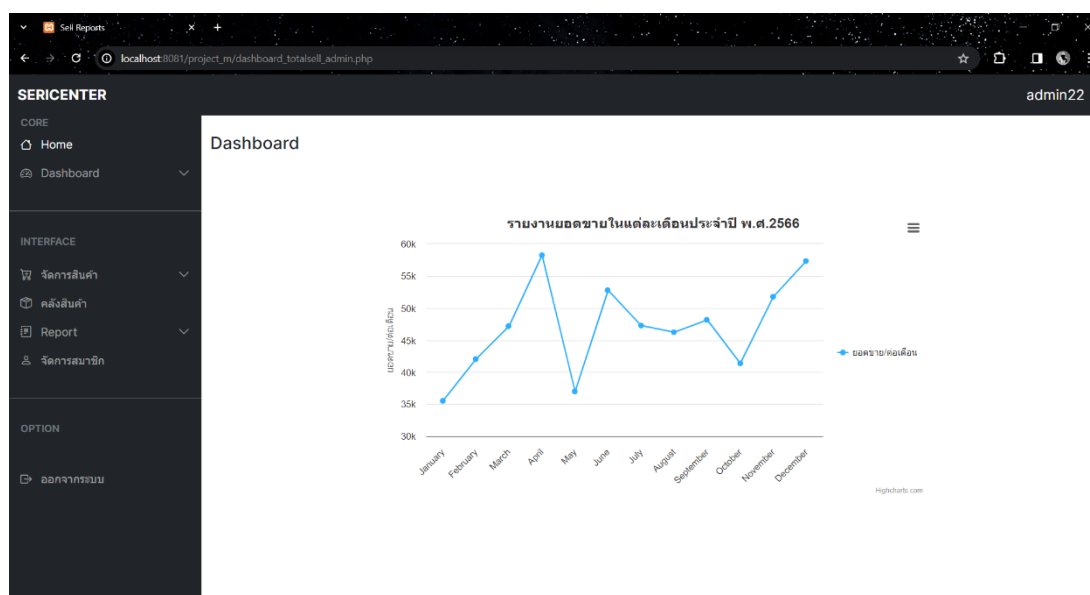 Sell Reports
localhost:8081/project_m/dashboard_totalsell_admin.php
SERICENTER
admin22
CORE
Home
Dashboard
INTERFACE
จัดการสินค้า
คลังสินค้า
Report
จัดการสมาชิก
OPTION
ออกจากระบบ
Dashboard
รายงานยอดขายในแต่ละเดือนประจำปี พ.ศ.2566
ยอดขาย/ต่อเดือน
60k
55k
50k
45k
40k
35k
30k
January
February
March
April
May
June
July
August
September
October
November
December
ยอดขาย/ต่อเดือน
Highcharts.com